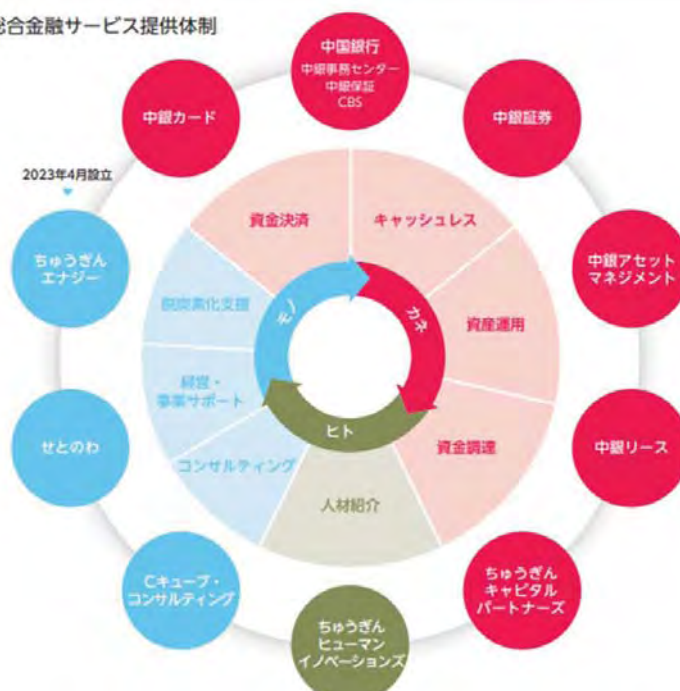 総合金融サービス提供体制
中国銀行
中銀事務センター
中銀保証
CBS
中銀カード
中銀証券
2023年4月設立
ちゅうぎん
エナジー
中銀アセット
マネジメント
せとのわ
中銀リース
Cキューブ・
コンサルティング
ちゅうぎん
キャピタル
パートナーズ
ちゅうぎん
ヒューマン
イノベーションズ
資金決済
キャッシュレス
脱炭素化支援
資産運用
経営・
事業サポート
資金調達
コンサルティング
人材紹介
モノ
カネ
ヒト